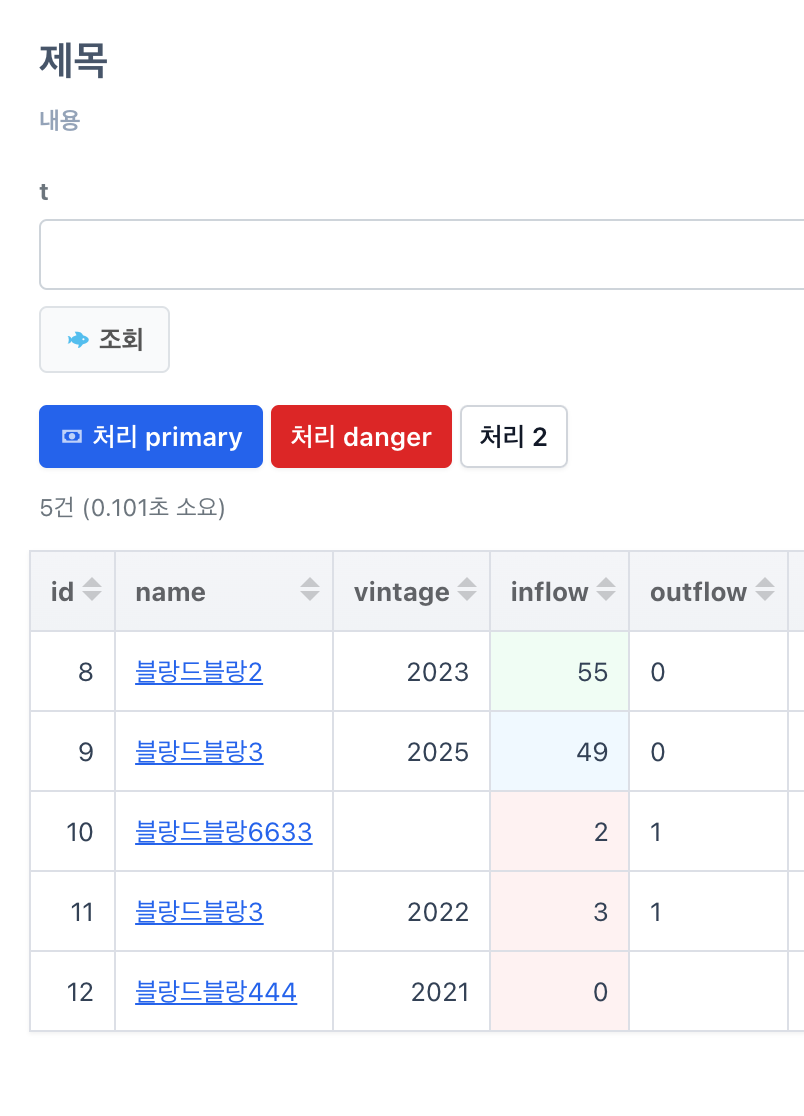 제목
내용
t
조회
처리 primary 처리 danger 처리 2
5건 (0.101초 소요)
id name vintage inflow outflow
8 블랑드블랑2 2023 55 0
9 블랑드블랑3 2025 49 0
10 블랑드블랑6633 2 1
11 블랑드블랑3 2022 3 1
12 블랑드블랑444 2021 0